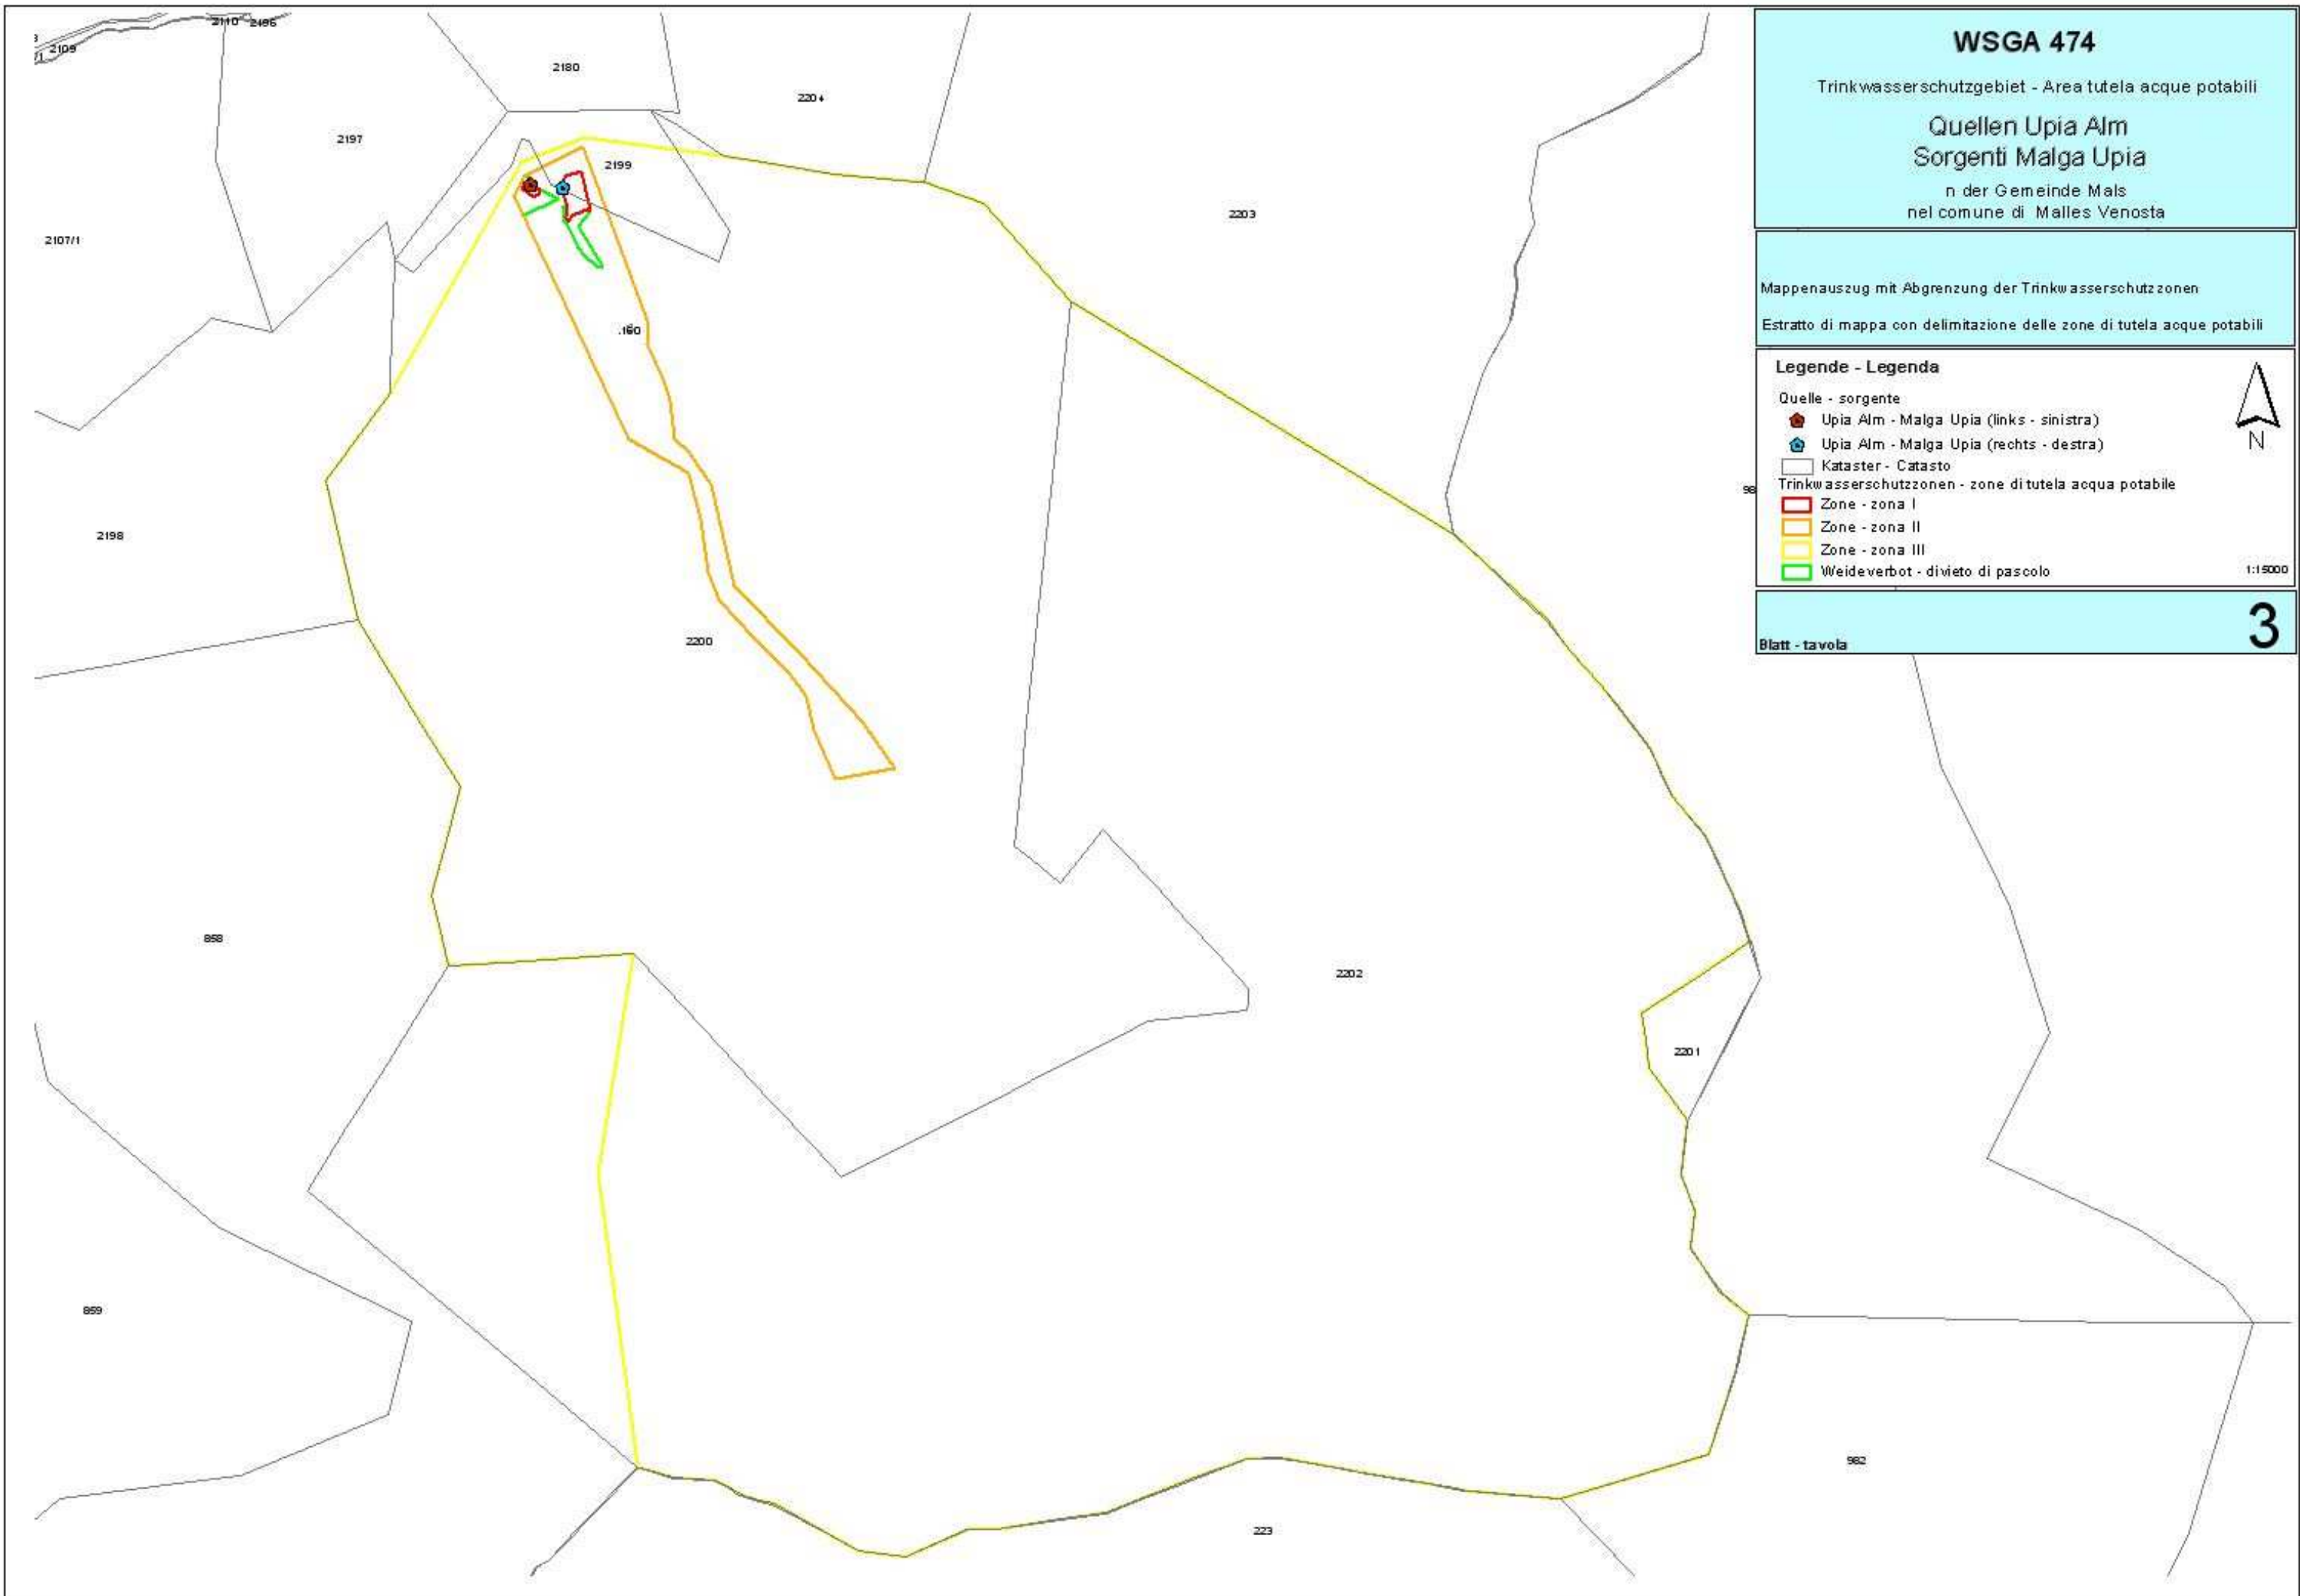 WSGA 474
Trinkwasserschutzgebiet - Area tutela acque potabili
Quellen Upia Alm
Sorgenti Malga Upia
n der Gemeinde Mals
nel comune di Malles Venosta
Mappenauszug mit Abgrenzung der Trinkwasserschutzzonen
Estratto di mappa con delimitazione delle zone di tutela acque potabili
Legende - Legenda
Quelle - sorgente
Upia Alm - Malga Upia (links - sinistra)
Upia Alm - Malga Upia (rechts - destra)
Kataster - Catasto
Trinkwasserschutzzonen - zone di tutela acqua potabile
Zone - zona I
Zone - zona II
Zone - zona III
Weideverbot - divieto di pascolo
1:15000
N
Blatt - tavola
3
2110
2109
2180
2204
2197
2199
2203
2107/1
2198
2200
98
858
2202
2201
859
982
223